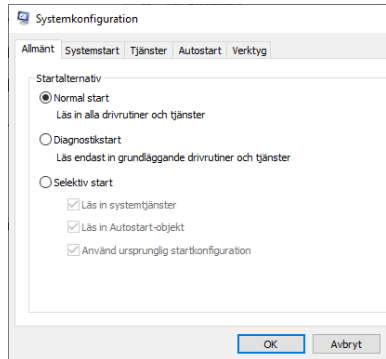 Systemkonfiguration
Allmänt Systemstart Tjänster Autostart Verktyg
Startalternativ
Normal start
Läs in alla drivrutiner och tjänster
Diagnostikstart
Läs endast in grundläggande drivrutiner och tjänster
Selektiv start
Läs in systemtjänster
Läs in Autostart-objekt
Använd ursprunglig startkonfiguration
OK Avbryt